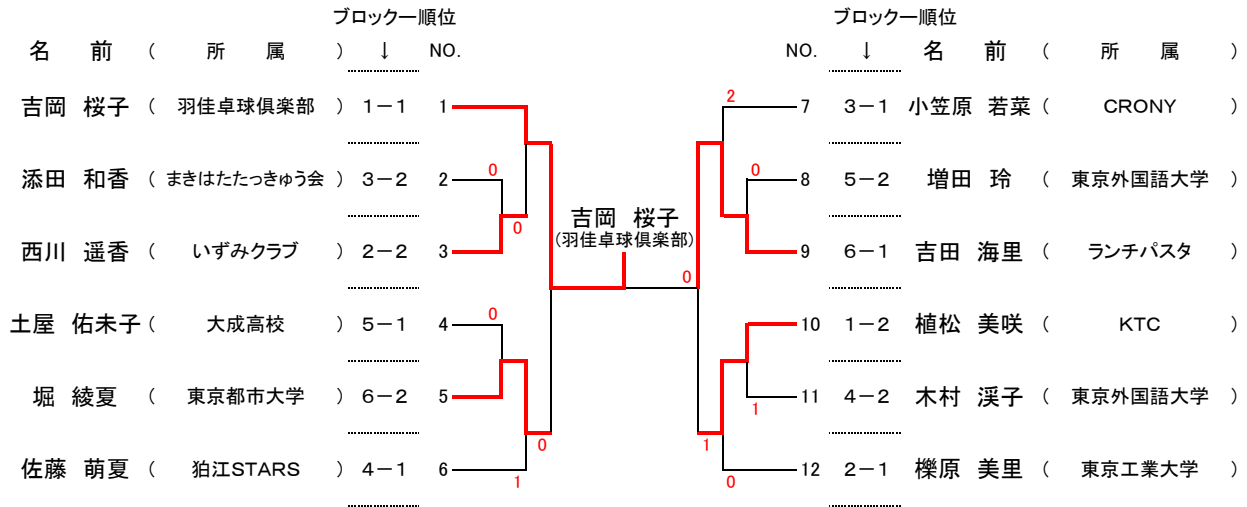 ブロック一順位 ブロック一順位
名 前 ( 所 属 ) ↓ NO. NO. ↓ 名 前 ( 所 属 )
吉岡 桜子 ( 羽佳卓球倶楽部 ) 1－1 1 2 7 3－1 小笠原 若菜 ( CRONY )
添田 和香 ( まきはたたっきゅう会 ) 3－2 2 0 0 8 5－2 増田 玲 ( 東京外国語大学 )
吉岡 桜子
0 (羽佳卓球倶楽部)
西川 遥香 ( いずみクラブ ) 2－2 3 9 6－1 吉田 海里 ( ランチパスタ )
0
土屋 佑未子 ( 大成高校 ) 5－1 4 0 10 1－2 植松 美咲 ( KTC )
堀 綾夏 ( 東京都市大学 ) 6－2 5 1 11 4－2 木村 渓子 ( 東京外国語大学 )
0 1
佐藤 萌夏 ( 狛江STARS ) 4－1 6 1 0 12 2－1 櫟原 美里 ( 東京工業大学 )